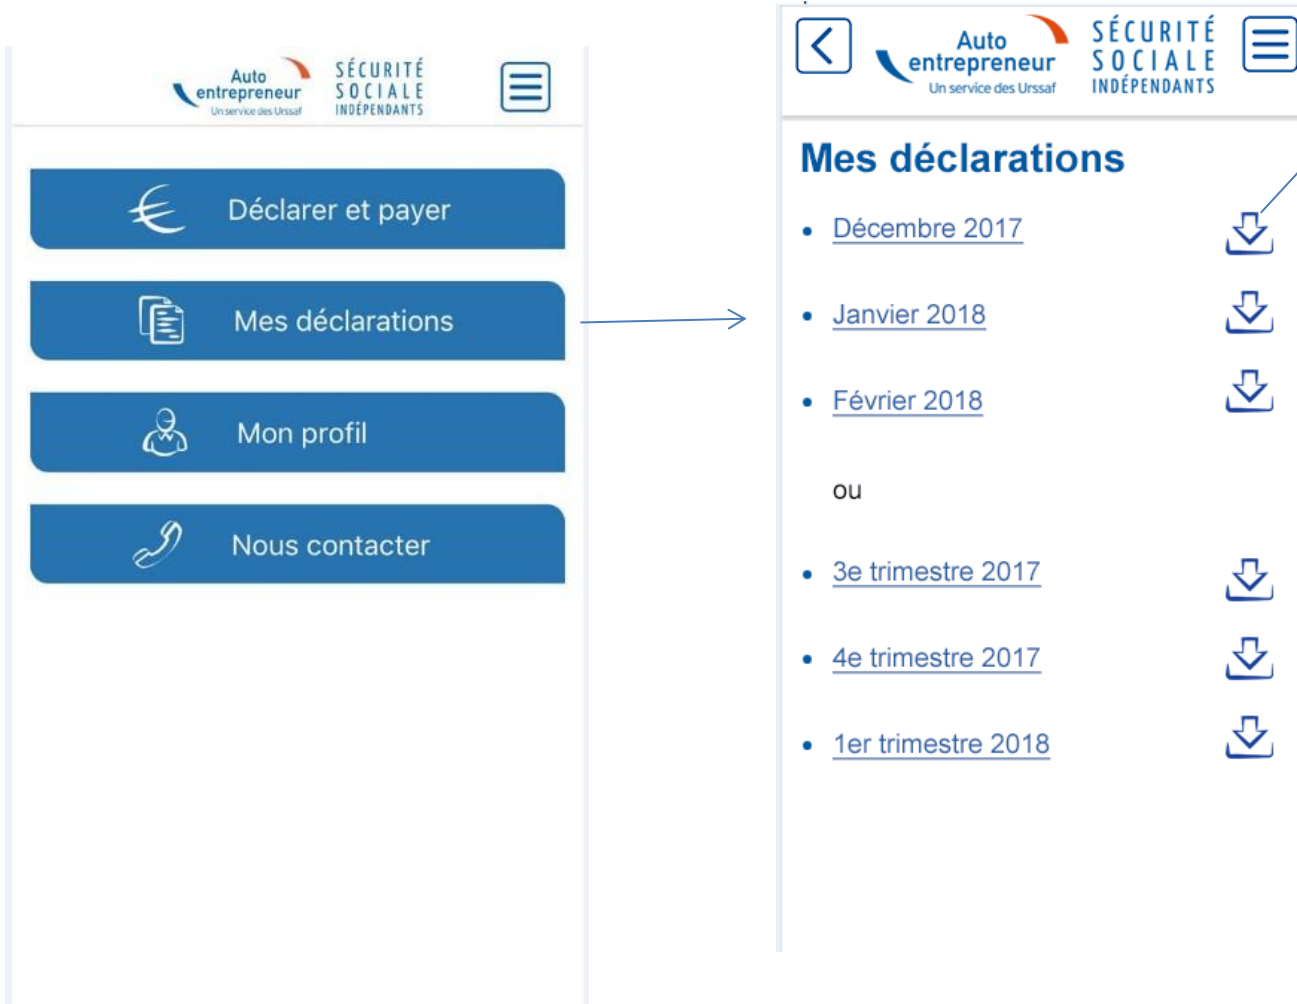 Auto
entrepreneur
Un service des Urssaf
SÉCURITÉ
SOCIALE
INDÉPENDANTS
Déclarer et payer
Mes déclarations
Mon profil
Nous contacter
Auto
entrepreneur
Un service des Urssaf
SÉCURITÉ
SOCIALE
INDÉPENDANTS
Mes déclarations
• Décembre 2017
• Janvier 2018
• Février 2018
ou
• 3e trimestre 2017
• 4e trimestre 2017
• 1er trimestre 2018